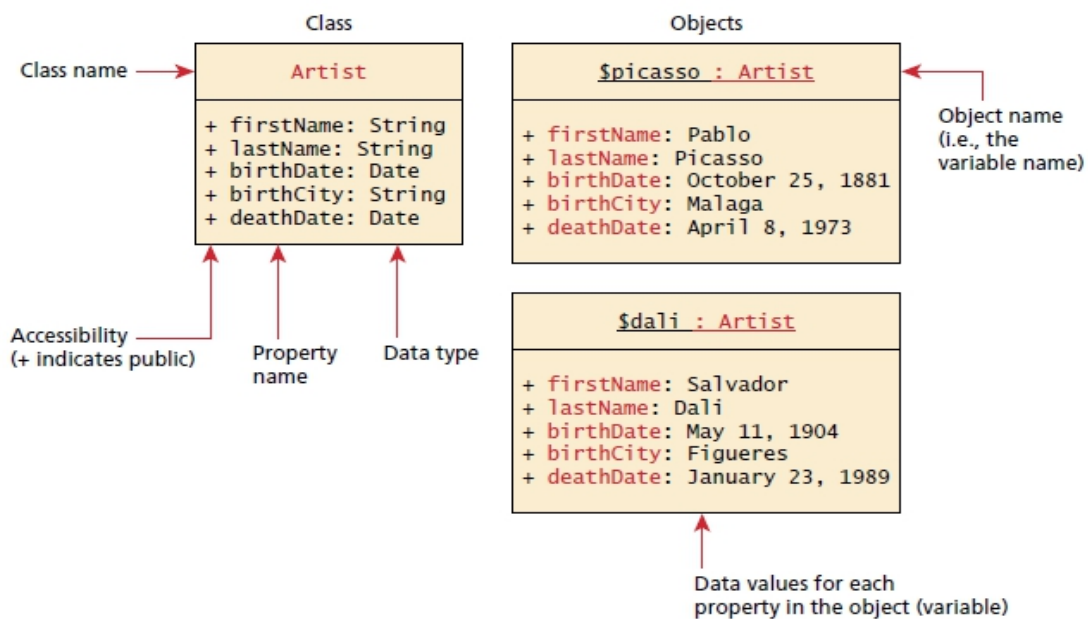 Class
Objects
Class name
Artist
+ firstName: String
+ lastName: String
+ birthDate: Date
+ birthCity: String
+ deathDate: Date
Accessibility
(+ indicates public)
Property
name
Data type
$picasso : Artist
+ firstName: Pablo
+ lastName: Picasso
+ birthDate: October 25, 1881
+ birthCity: Malaga
+ deathDate: April 8, 1973
Object name
(i.e., the
variable name)
$dali : Artist
+ firstName: Salvador
+ lastName: Dali
+ birthDate: May 11, 1904
+ birthCity: Figueres
+ deathDate: January 23, 1989
Data values for each
property in the object (variable)